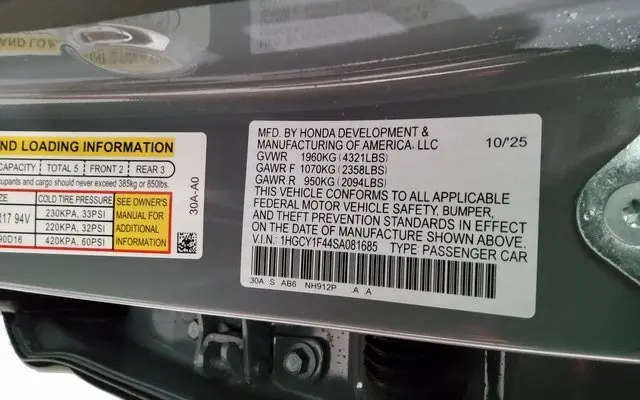 ND LOADING INFORMATION
CAPACITY TOTAL 5 FRONT 2 REAR 3
upants and cargo should never exceed 385kg or 850lbs.
SIZE COLD TIRE PRESSURE SEE OWNER'S
MANUAL FOR
ADDITIONAL
INFORMATION
R17 94V 230KPA, 33PSI
220KPA, 32PSI
90D16 420KPA, 60PSI
30A-A0
MFD. BY HONDA DEVELOPMENT &
MANUFACTURING OF AMERICA, LLC 10/'25
GVWR 1960KG (4321LBS)
GAWR F 1070KG (2358LBS)
GAWR R 950KG (2094LBS)
THIS VEHICLE CONFORMS TO ALL APPLICABLE
FEDERAL MOTOR VEHICLE SAFETY, BUMPER,
AND THEFT PREVENTION STANDARDS IN EFFECT
ON THE DATE OF MANUFACTURE SHOWN ABOVE.
V.I.N.: 1HGCY1F44SA081685 TYPE PASSENGER CAR
30A S AB6 NH912P A .A